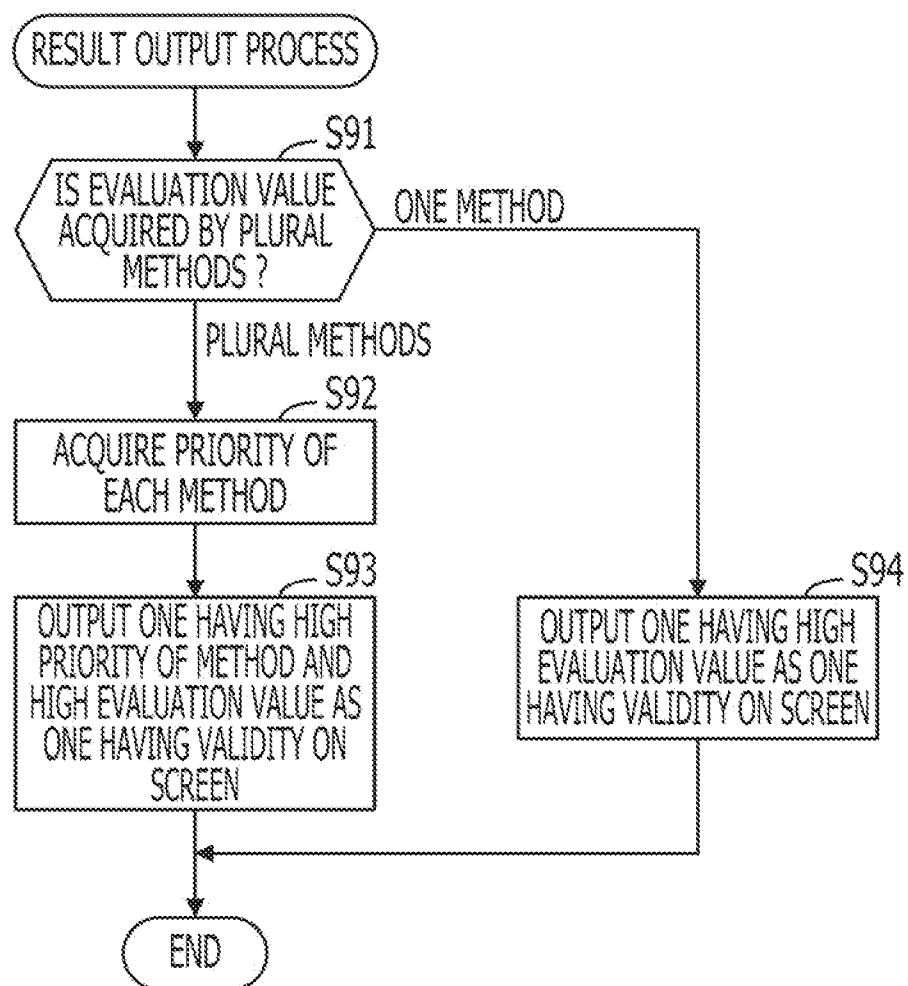 RESULT OUTPUT PROCESS
S91
IS EVALUATION VALUE
ACQUIRED BY PLURAL
METHODS ?
ONE METHOD
PLURAL METHODS
S92
ACQUIRE PRIORITY OF
EACH METHOD
S93
OUTPUT ONE HAVING HIGH
PRIORITY OF METHOD AND
HIGH EVALUATION VALUE AS
ONE HAVING VALIDITY ON
SCREEN
S94
OUTPUT ONE HAVING HIGH
EVALUATION VALUE AS ONE
HAVING VALIDITY ON SCREEN
END